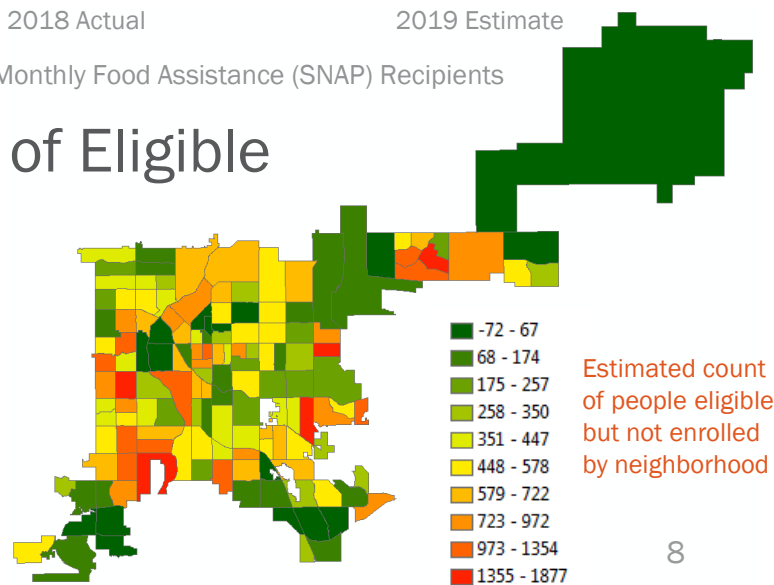 2018 Actual 2019 Estimate
Monthly Food Assistance (SNAP) Recipients
of Eligible
-72 - 67
68 - 174
175 - 257
258 - 350
351 - 447
448 - 578
579 - 722
723 - 972
973 - 1354
1355 - 1877
Estimated count
of people eligible
but not enrolled
by neighborhood
8